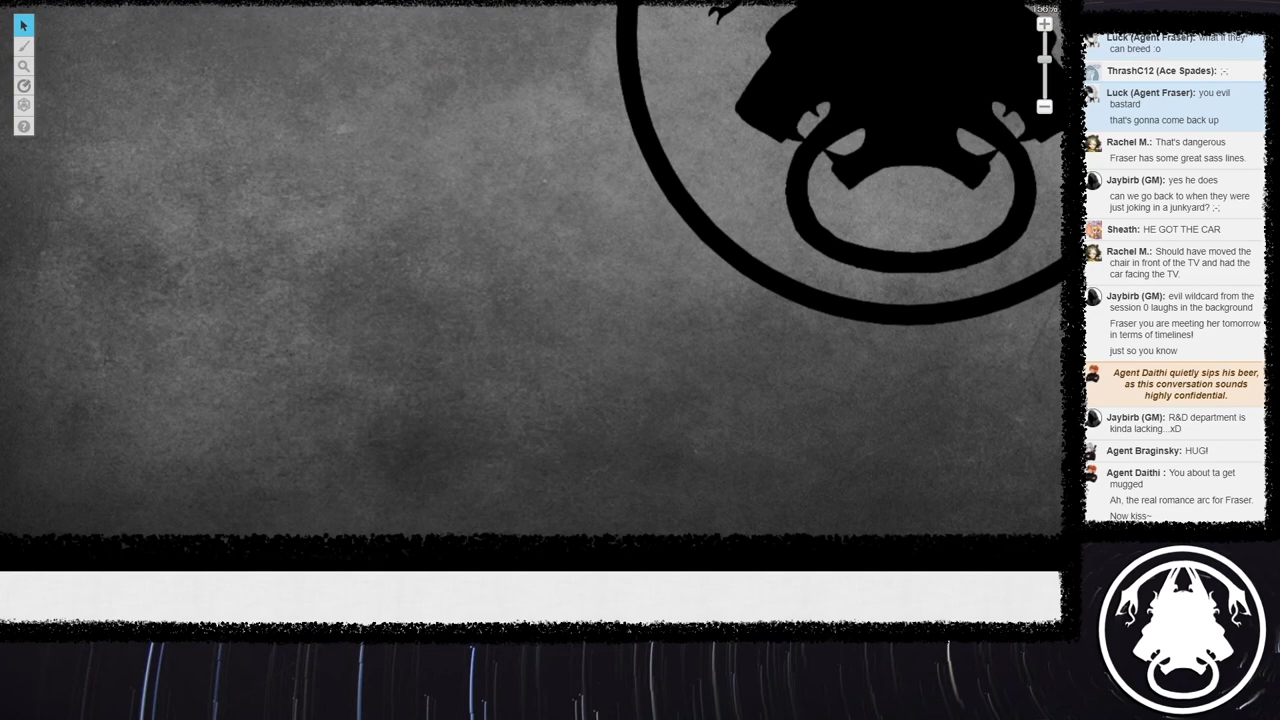 156%
Luck (Agent Fraser): what if they
can breed :o
ThrashC12 (Ace Spades): ;-;
Luck (Agent Fraser): you evil
bastard
that's gonna come back up
Rachel M.: That's dangerous
Fraser has some great sass lines.
Jaybirb (GM): yes he does
can we go back to when they were
just joking in a junkyard? ;-;
Sheath: HE GOT THE CAR
Rachel M.: Should have moved the
chair in front of the TV and had the
car facing the TV.
Jaybirb (GM): evil wildcard from the
session 0 laughs in the background
Fraser you are meeting her tomorrow
in terms of timelines!
just so you know
Agent Daithi quietly sips his beer,
as this conversation sounds
highly confidential.
Jaybirb (GM): R&D department is
kinda lacking...xD
Agent Braginsky: HUG!
Agent Daithi : You about ta get
mugged
Ah, the real romance arc for Fraser.
Now kiss~